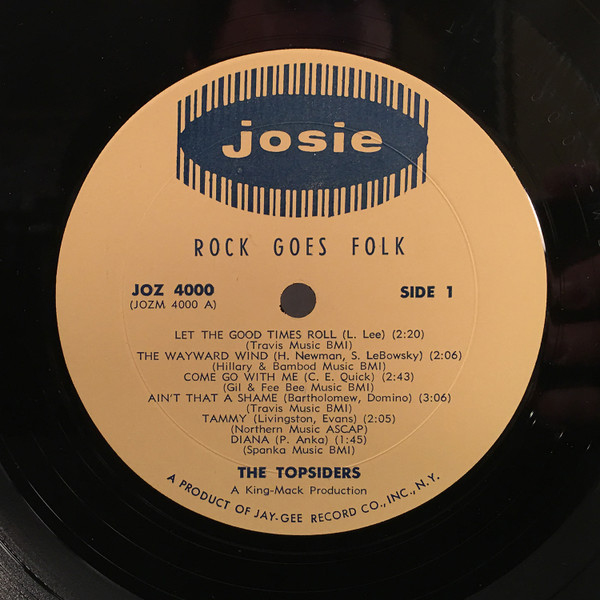 josie
ROCK GOES FOLK
JOZ 4000
(JOZM 4000 A)
SIDE 1
LET THE GOOD TIMES ROLL (L. Lee) (2:20)
(Travis Music BMI)
THE WAYWARD WIND (H. Newman, S. LeBowsky) (2:06)
(Hillary & Bambod Music BMI)
COME GO WITH ME (C. E. Quick) (2:43)
(Gil & Fee Bee Music BMI)
AIN'T THAT A SHAME (Bartholomew, Domino) (3:06)
(Travis Music BMI)
TAMMY (Livingston, Evans) (2:05)
(Northern Music ASCAP)
DIANA (P. Anka) (1:45)
(Spanka Music BMI)
THE TOPSIDERS
A King-Mack Production
A PRODUCT OF JAY-GEE RECORD CO., INC., N.Y.